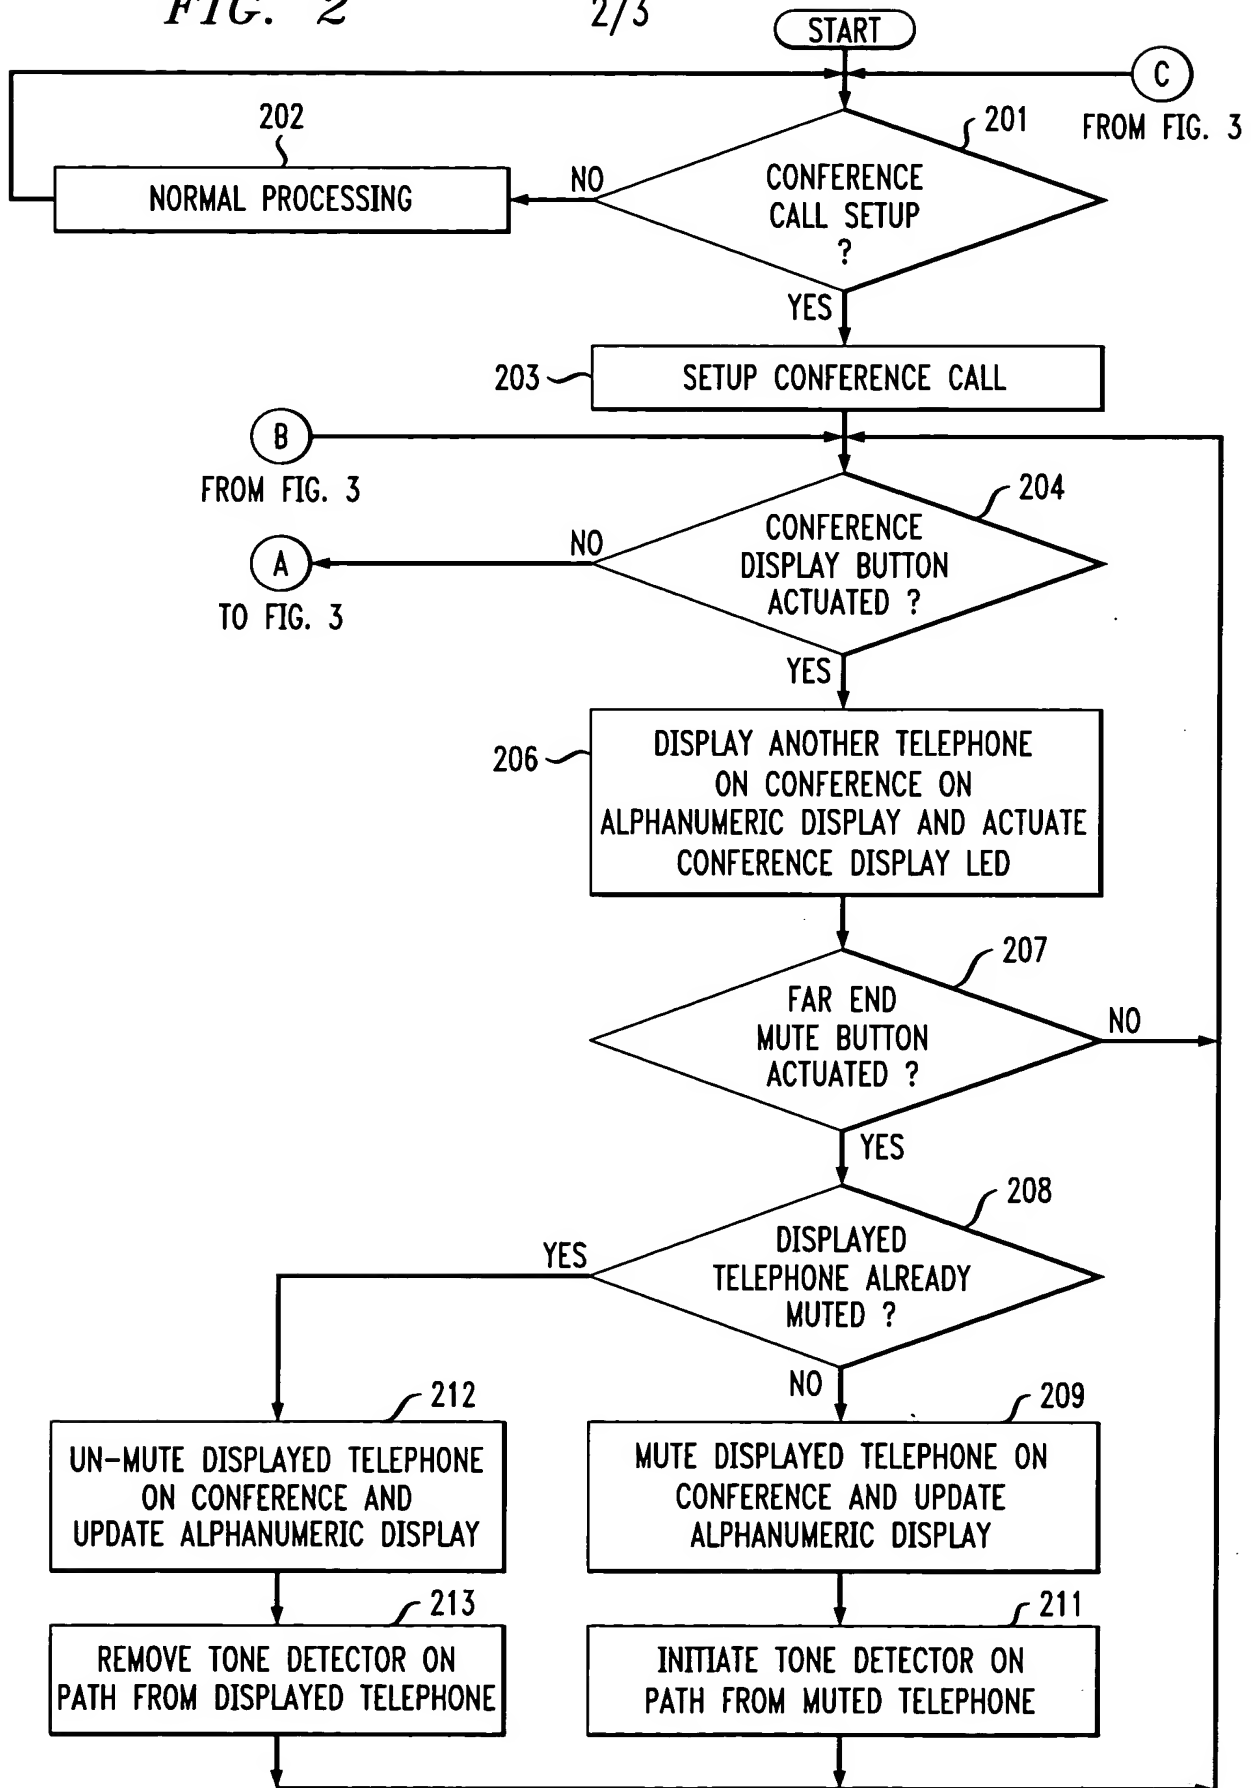 FIG. 2
2/3
START
C
FROM FIG. 3
202
201
NORMAL PROCESSING
NO
CONFERENCE
CALL SETUP
?
YES
203
SETUP CONFERENCE CALL
B
FROM FIG. 3
204
A
TO FIG. 3
NO
CONFERENCE
DISPLAY BUTTON
ACTUATED ?
YES
206
DISPLAY ANOTHER TELEPHONE
ON CONFERENCE ON
ALPHANUMERIC DISPLAY AND ACTUATE
CONFERENCE DISPLAY LED
207
FAR END
MUTE BUTTON
ACTUATED ?
NO
YES
208
YES
DISPLAYED
TELEPHONE ALREADY
MUTED ?
NO
212
UN-MUTE DISPLAYED TELEPHONE
ON CONFERENCE AND
UPDATE ALPHANUMERIC DISPLAY
209
MUTE DISPLAYED TELEPHONE ON
CONFERENCE AND UPDATE
ALPHANUMERIC DISPLAY
213
REMOVE TONE DETECTOR ON
PATH FROM DISPLAYED TELEPHONE
211
INITIATE TONE DETECTOR ON
PATH FROM MUTED TELEPHONE